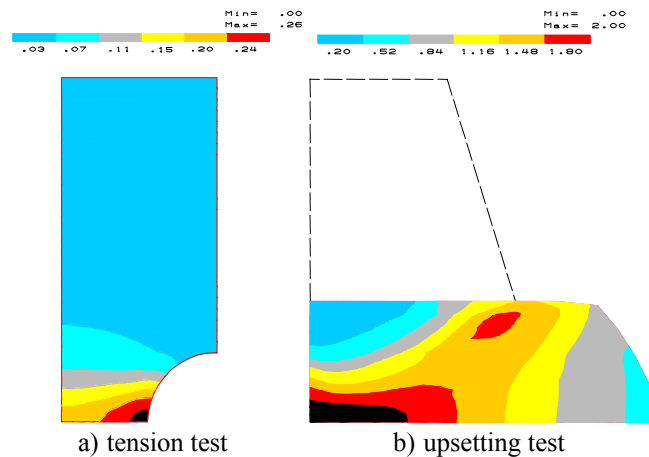 Min= .00
Max= .26
.03 .07 .11 .15 .20 .24
Min= .00
Max= 2.00
.20 .52 .84 1.16 1.48 1.80
a) tension test
b) upsetting test